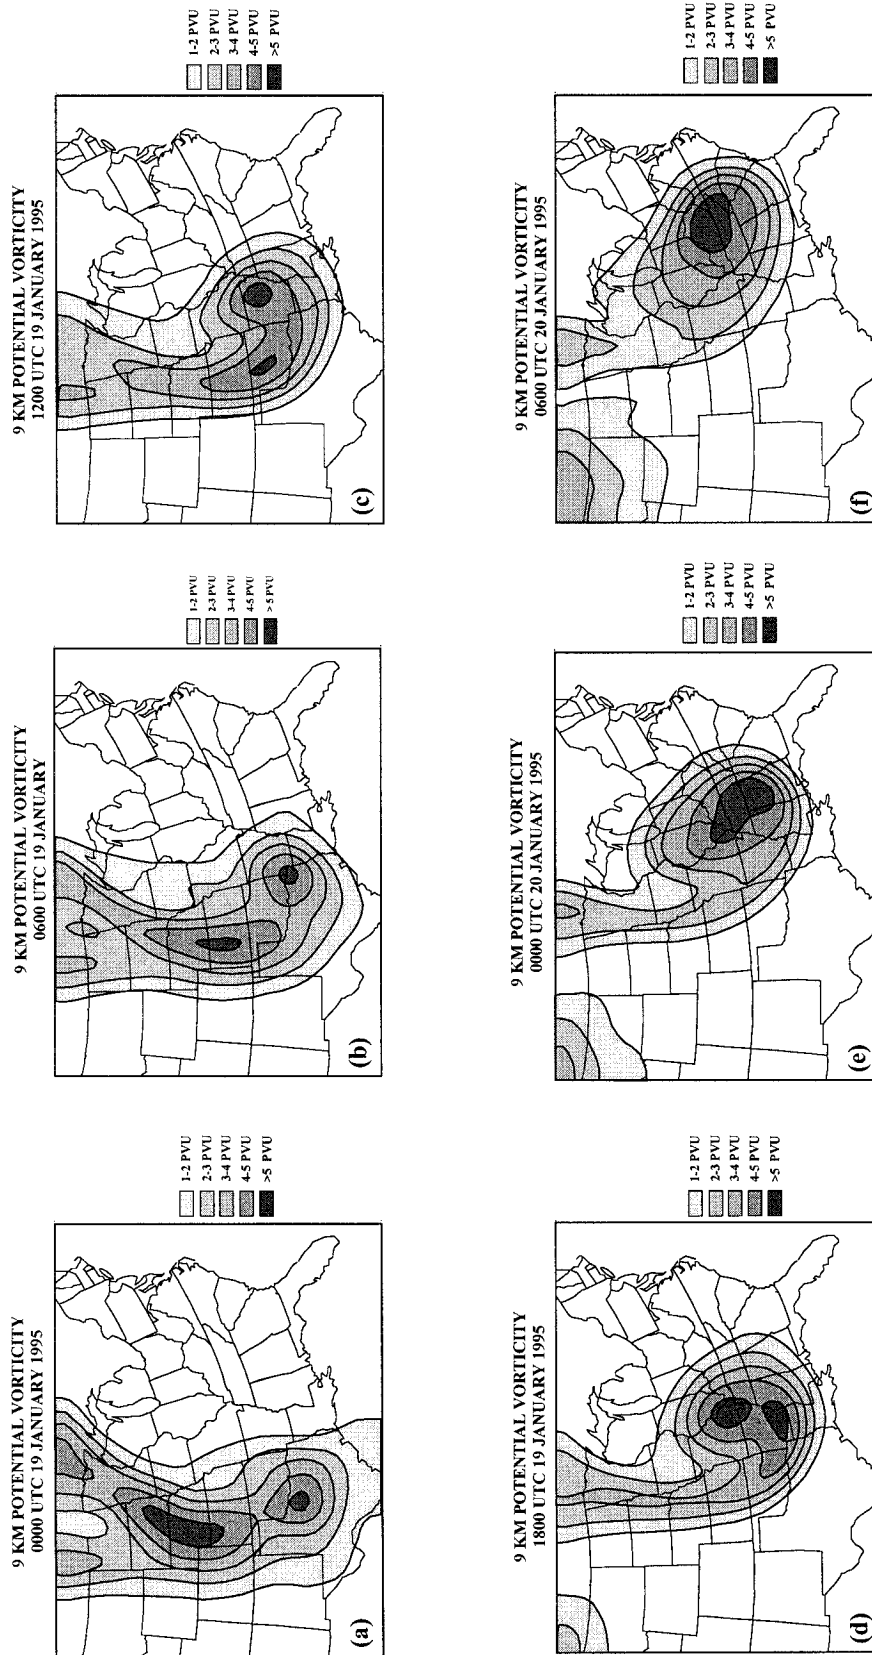 9 KM POTENTIAL VORTICITY
0000 UTC 19 JANUARY 1995
1-2 PVU
2-3 PVU
3-4 PVU
4-5 PVU
>5 PVU
(a)
9 KM POTENTIAL VORTICITY
0600 UTC 19 JANUARY
1-2 PVU
2-3 PVU
3-4 PVU
4-5 PVU
> 5 PVU
(b)
9 KM POTENTIAL VORTICITY
1200 UTC 19 JANUARY 1995
1-2 PVU
2-3 PVU
3-4 PVU
4-5 PVU
>5 PVU
(c)
9 KM POTENTIAL VORTICITY
1800 UTC 19 JANUARY 1995
1-2 PVU
2-3 PVU
3-4 PVU
4-5 PVU
>5 PVU
(d)
9 KM POTENTIAL VORTICITY
0000 UTC 20 JANUARY 1995
1-2 PVU
2-3 PVU
3-4 PVU
4-5 PVU
>5 PVU
(e)
9 KM POTENTIAL VORTICITY
0600 UTC 20 JANUARY 1995
1-2 PVU
2-3 PVU
3-4 PVU
4-5 PVU
>5 PVU
(f)